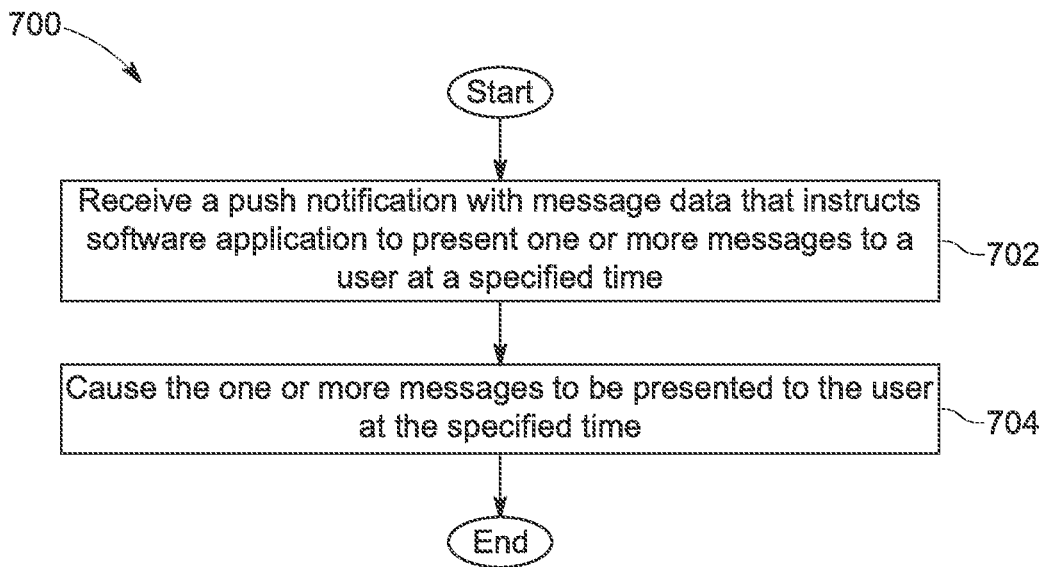 700
Start
Receive a push notification with message data that instructs
software application to present one or more messages to a
user at a specified time
702
Cause the one or more messages to be presented to the user
at the specified time
704
End